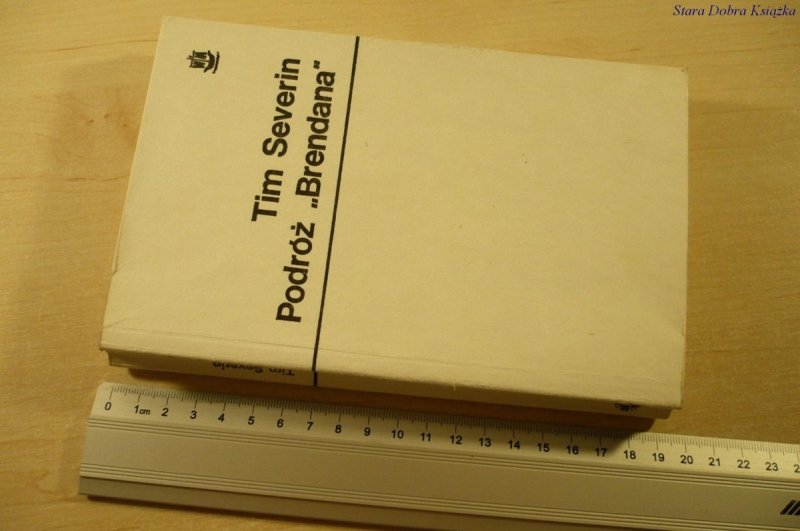 Stara Dobra Książka
Tim Severin
Podróż „Brendana”
Tim Severin
0 1cm 2 3 4 5 6 7 8 9 10 11 12 13 14 15 16 17 18 19 20 21 22 23